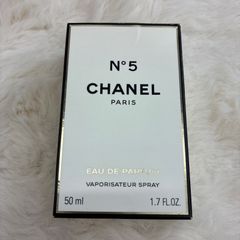 N°5
CHANEL
PARIS
EAU DE PARFUM
VAPORISATEUR SPRAY
50 ml 1.7 FL.OZ.